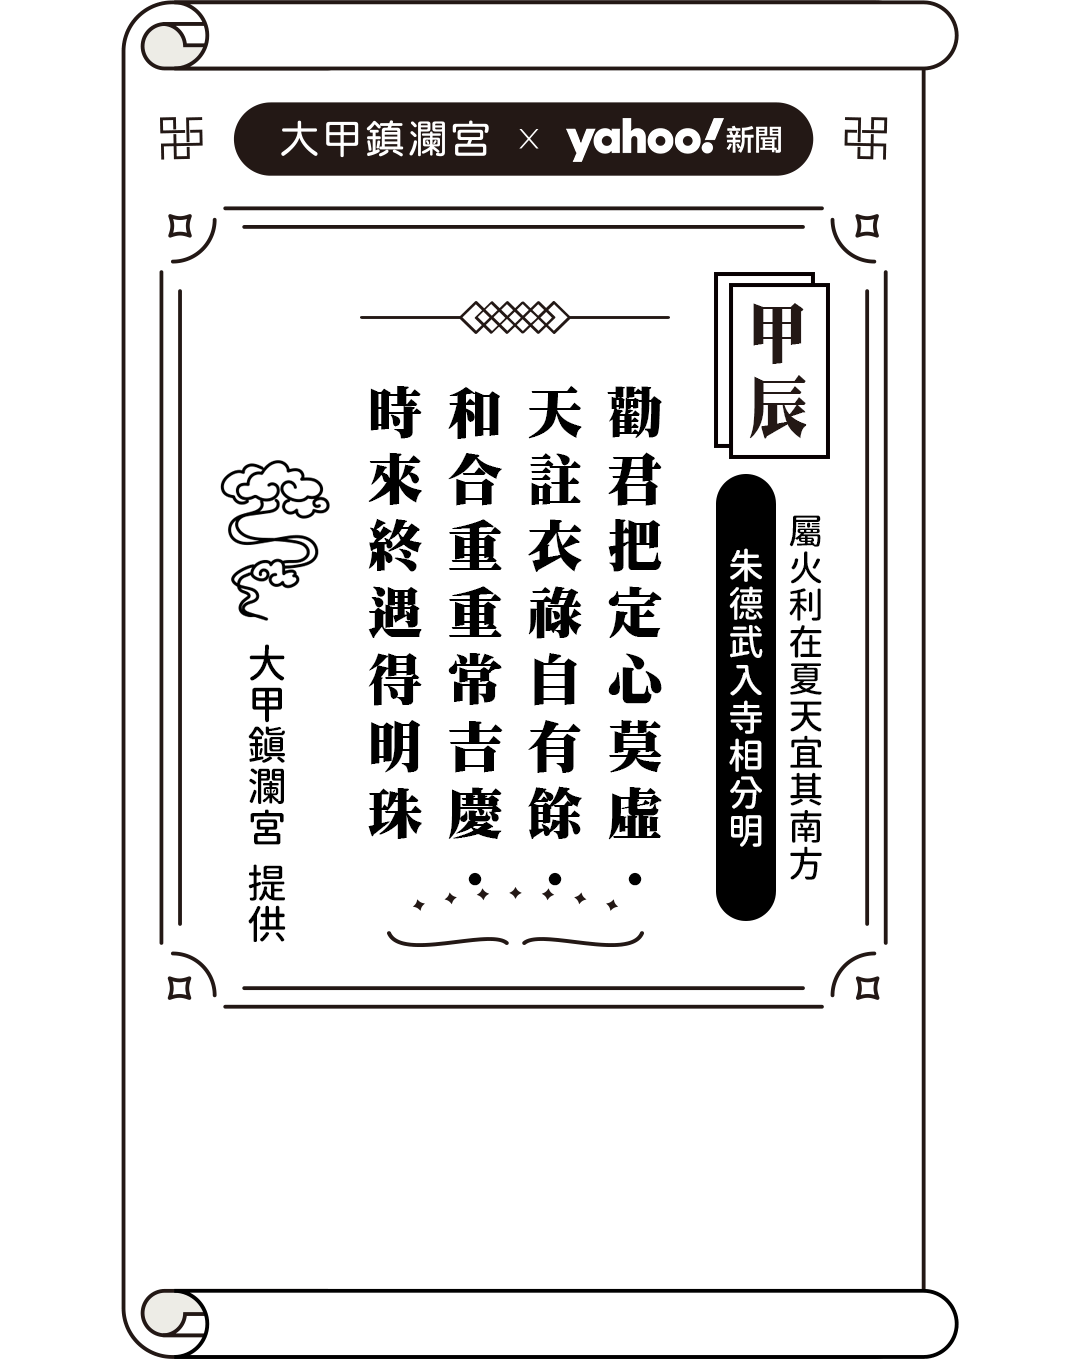 大甲鎮瀾宮 × yahoo!新聞
甲辰
屬火利在夏天宜其南方
朱德武入寺相分明
勸君把定心莫虛
天註衣祿自有餘
和合重重常吉慶
時來終遇得明珠
大甲鎮瀾宮 提供